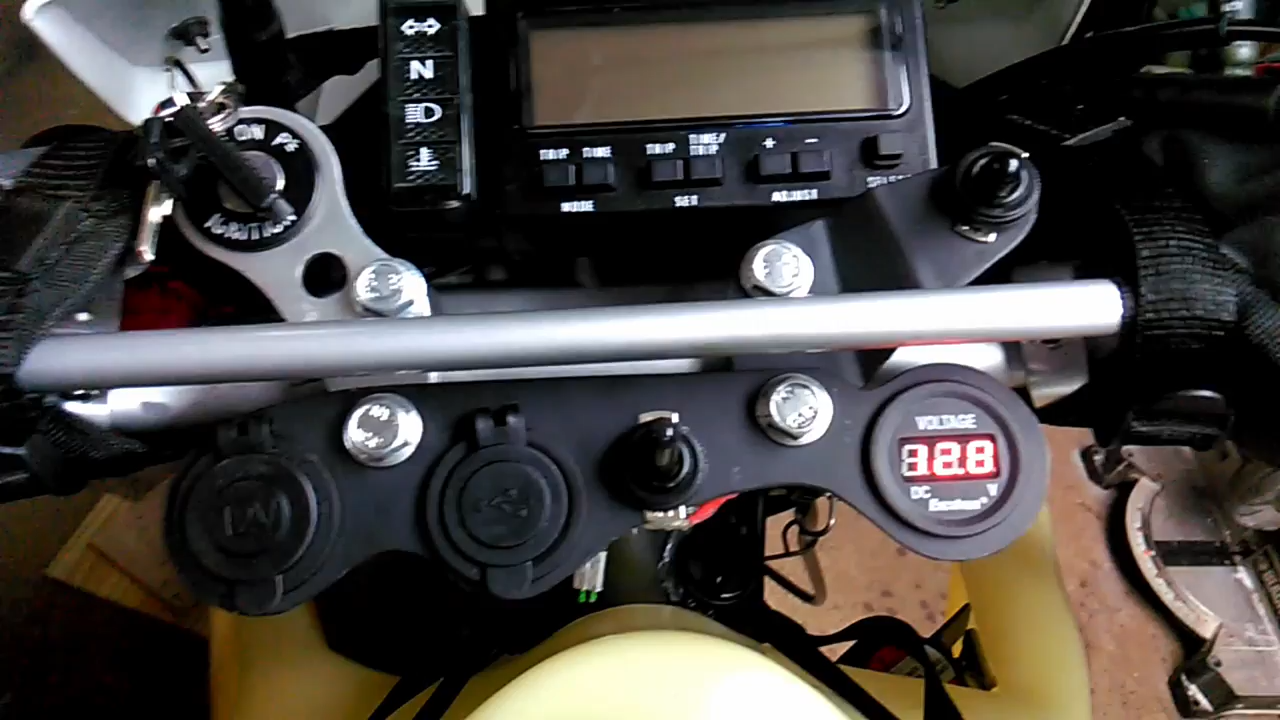 N
ON
IGNITION
TRIP TIME
TRIP TIME/
TRIP
+ -
MODE
SET
ADJUST
VOLTAGE
12.8
DC V